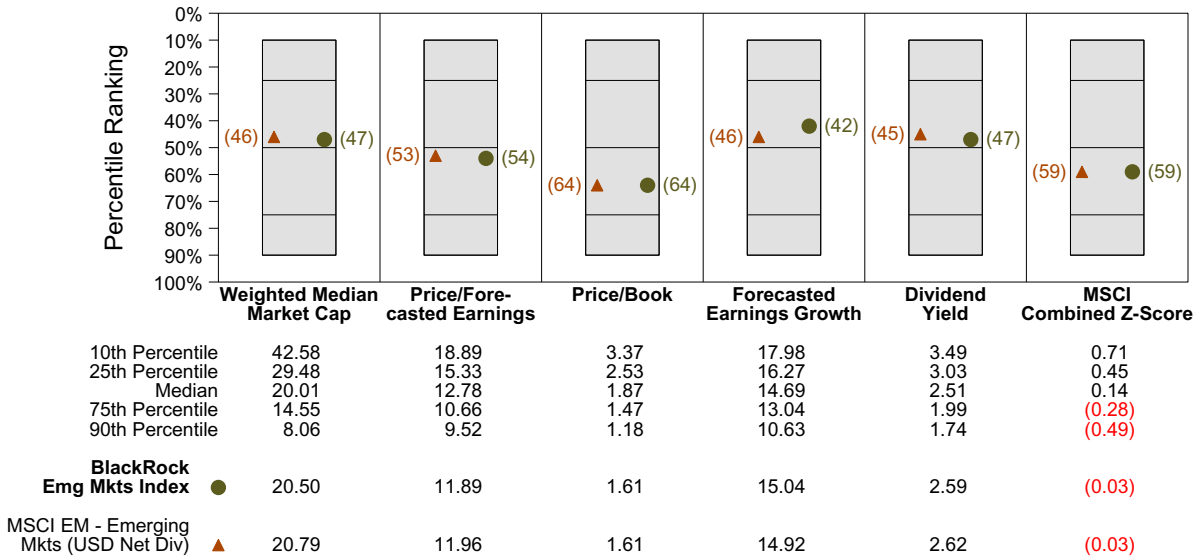 Percentile Ranking
0%
10%
20%
30%
40%
50%
60%
70%
80%
90%
100%
(46) (47)
(53) (54)
(64) (64)
(46) (42)
(45) (47)
(59) (59)
Weighted Median
Market Cap
Price/Fore-
casted Earnings
Price/Book
Forecasted
Earnings Growth
Dividend
Yield
MSCI
Combined Z-Score
10th Percentile 42.58 18.89 3.37 17.98 3.49 0.71
25th Percentile 29.48 15.33 2.53 16.27 3.03 0.45
Median 20.01 12.78 1.87 14.69 2.51 0.14
75th Percentile 14.55 10.66 1.47 13.04 1.99 (0.28)
90th Percentile 8.06 9.52 1.18 10.63 1.74 (0.49)
BlackRock
Emg Mkts Index 20.50 11.89 1.61 15.04 2.59 (0.03)
MSCI EM - Emerging
Mkts (USD Net Div) 20.79 11.96 1.61 14.92 2.62 (0.03)